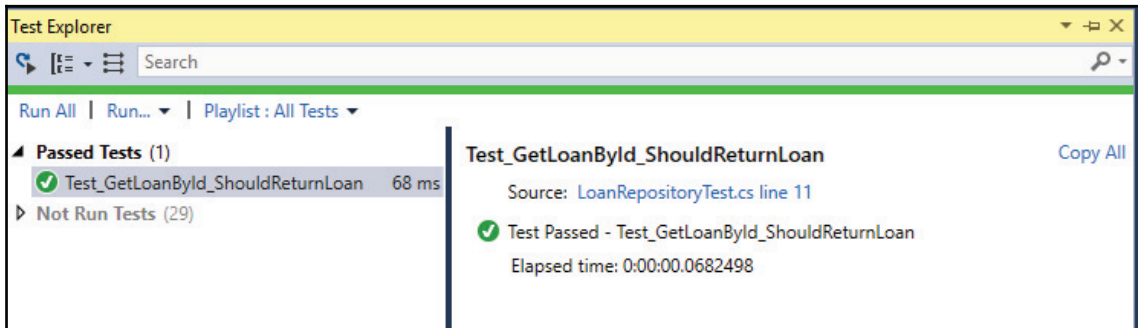 Test Explorer
Search
Run All | Run... | Playlist : All Tests
Passed Tests (1)
Test_GetLoanById_ShouldReturnLoan 68 ms
Not Run Tests (29)
Test_GetLoanById_ShouldReturnLoan Copy All
Source: LoanRepositoryTest.cs line 11
Test Passed - Test_GetLoanById_ShouldReturnLoan
Elapsed time: 0:00:00.0682498